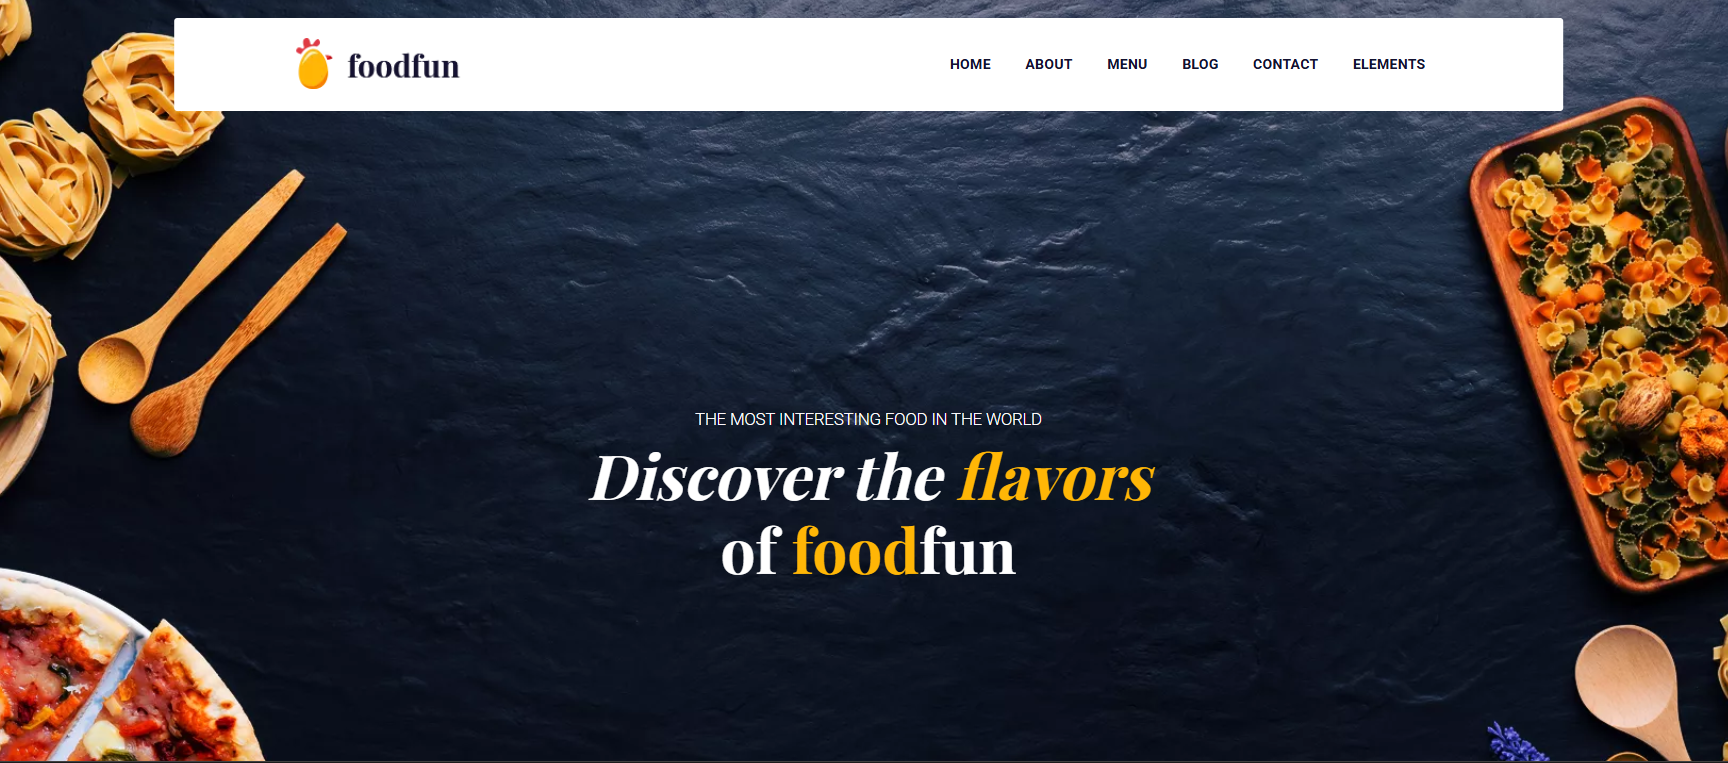 foodfun
HOME ABOUT MENU BLOG CONTACT ELEMENTS
THE MOST INTERESTING FOOD IN THE WORLD
Discover the flavors
of foodfun